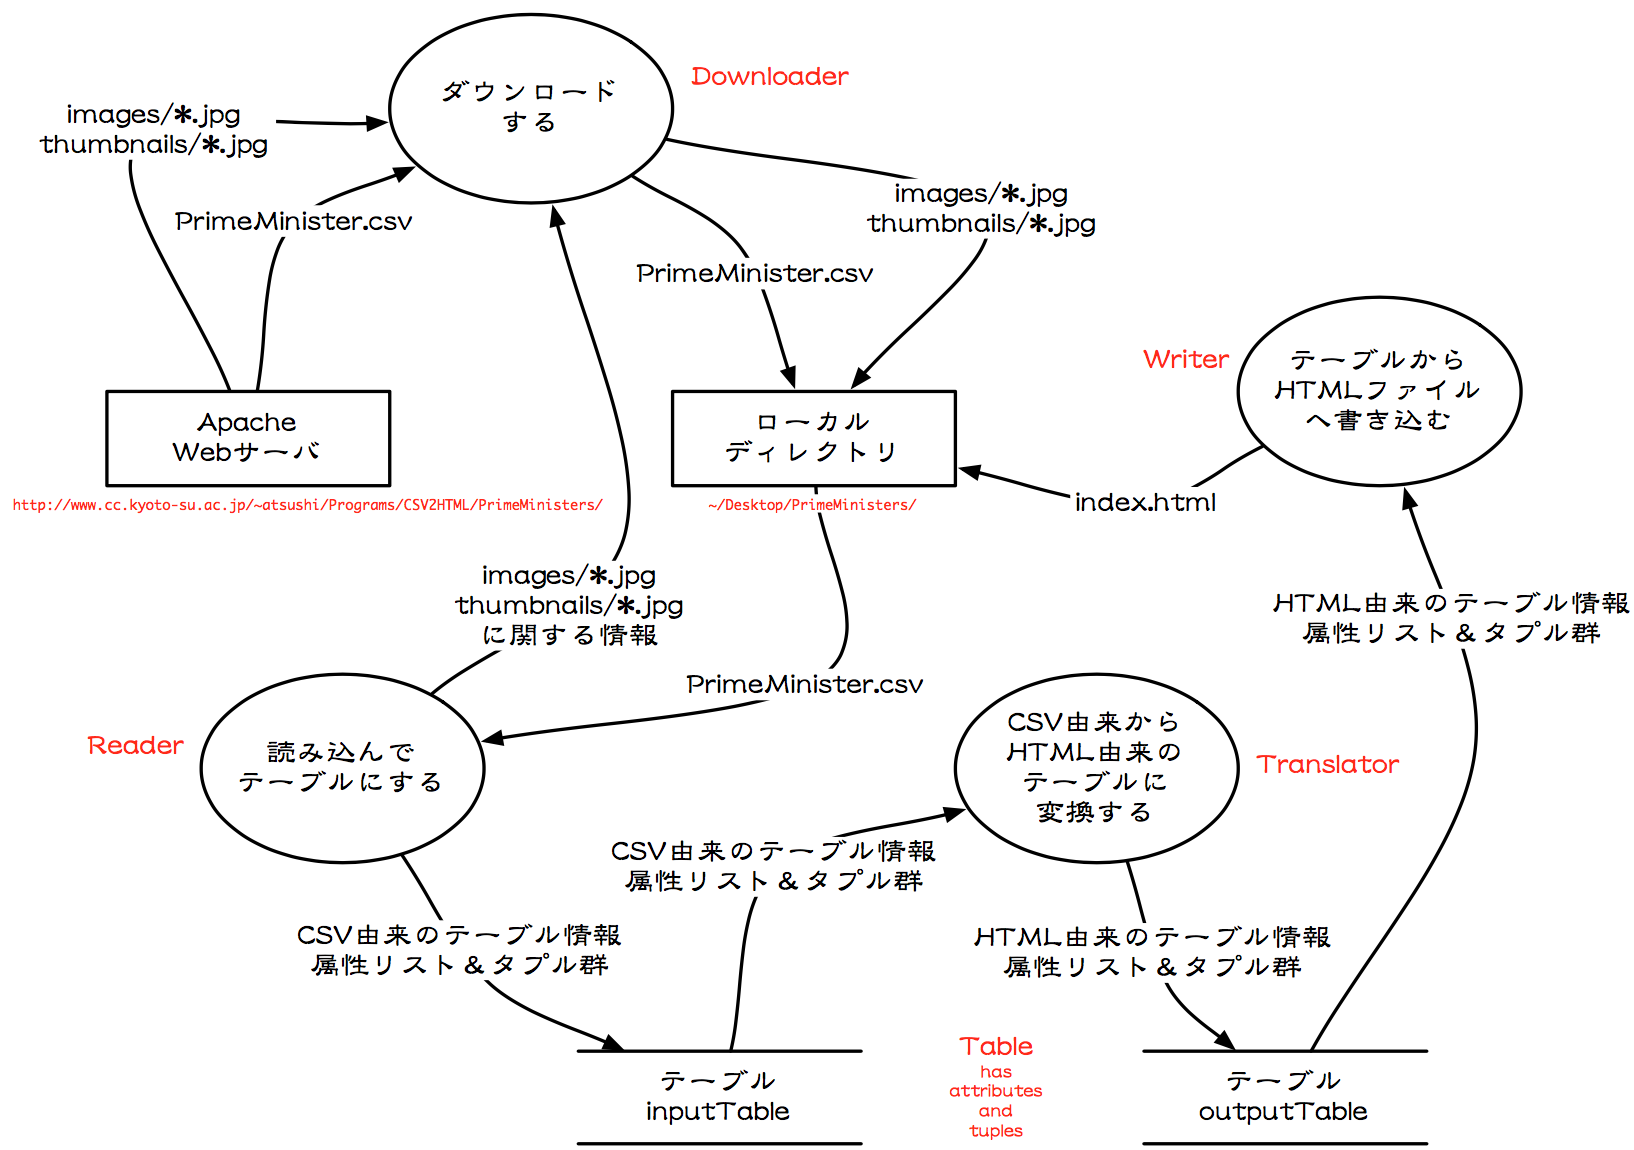 ダウンロード
する
Downloader
images/*.jpg
thumbnails/*.jpg
PrimeMinister.csv
images/*.jpg
thumbnails/*.jpg
PrimeMinister.csv
Apache
Webサーバ
http://www.cc.kyoto-su.ac.jp/~atsushi/Programs/CSV2HTML/PrimeMinisters/
ローカル
ディレクトリ
~/Desktop/PrimeMinisters/
Writer
テーブルから
HTMLファイル
へ書き込む
index.html
images/*.jpg
thumbnails/*.jpg
に関する情報
HTML由来のテーブル情報
属性リスト＆タプル群
PrimeMinister.csv
Reader
読み込んで
テーブルにする
CSV由来から
HTML由来の
テーブルに
変換する
Translator
CSV由来のテーブル情報
属性リスト＆タプル群
CSV由来のテーブル情報
属性リスト＆タプル群
HTML由来のテーブル情報
属性リスト＆タプル群
テーブル
inputTable
Table
has
attributes
and
tuples
テーブル
outputTable